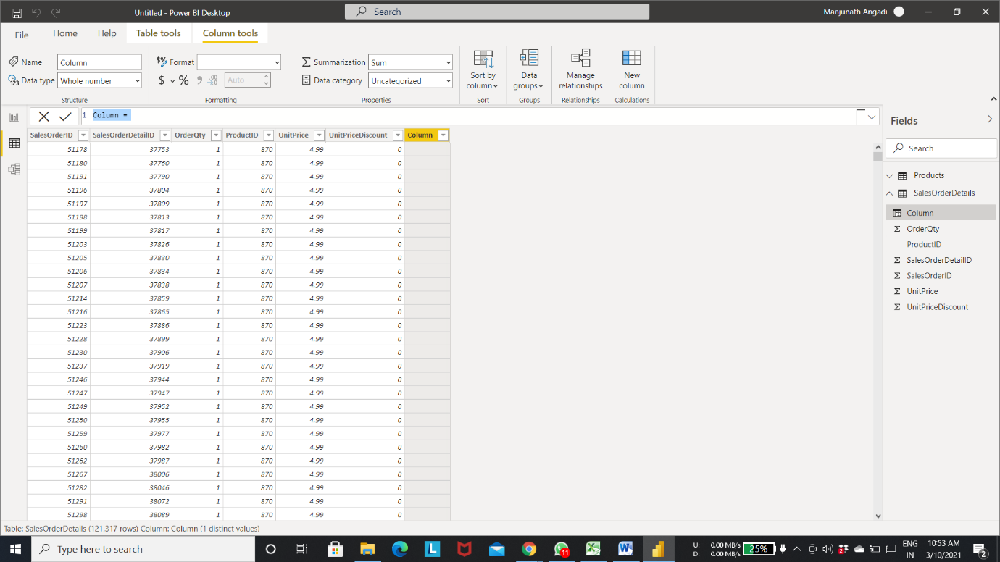 Untitled - Power BI Desktop
Search
Manjunath Angadi
File
Home
Help
Table tools
Column tools
Name
Column
Format
Summarization
Sum
Data type
Whole number
$
%
Auto
Data category
Uncategorized
Sort by column
Data groups
Manage relationships
New column
Structure
Formatting
Properties
Sort
Groups
Relationships
Calculations
1 Column =
Fields
Search
SalesOrderID SalesOrderDetailID OrderQty ProductID UnitPrice UnitPriceDiscount Column
51178 37753 1 870 4.99 0
51180 37760 1 870 4.99 0
51191 37790 1 870 4.99 0
51196 37804 1 870 4.99 0
51197 37809 1 870 4.99 0
51198 37813 1 870 4.99 0
51199 37817 1 870 4.99 0
51203 37826 1 870 4.99 0
51205 37830 1 870 4.99 0
51206 37834 1 870 4.99 0
51207 37838 1 870 4.99 0
51214 37859 1 870 4.99 0
51216 37865 1 870 4.99 0
51223 37886 1 870 4.99 0
51228 37899 1 870 4.99 0
51230 37906 1 870 4.99 0
51237 37919 1 870 4.99 0
51246 37944 1 870 4.99 0
51247 37947 1 870 4.99 0
51249 37952 1 870 4.99 0
51250 37955 1 870 4.99 0
51259 37977 1 870 4.99 0
51260 37982 1 870 4.99 0
51262 37987 1 870 4.99 0
51267 38006 1 870 4.99 0
51282 38046 1 870 4.99 0
51291 38072 1 870 4.99 0
51298 38089 1 870 4.99 0
Products
SalesOrderDetails
Column
OrderQty
ProductID
SalesOrderDetailID
SalesOrderID
UnitPrice
UnitPriceDiscount
Table: SalesOrderDetails (121,317 rows) Column: Column (1 distinct values)
Type here to search
L
11
W
U: 0.00 MB/s
D: 0.00 MB/s
25%
2
ENG
IN
10:53 AM
3/10/2021
2